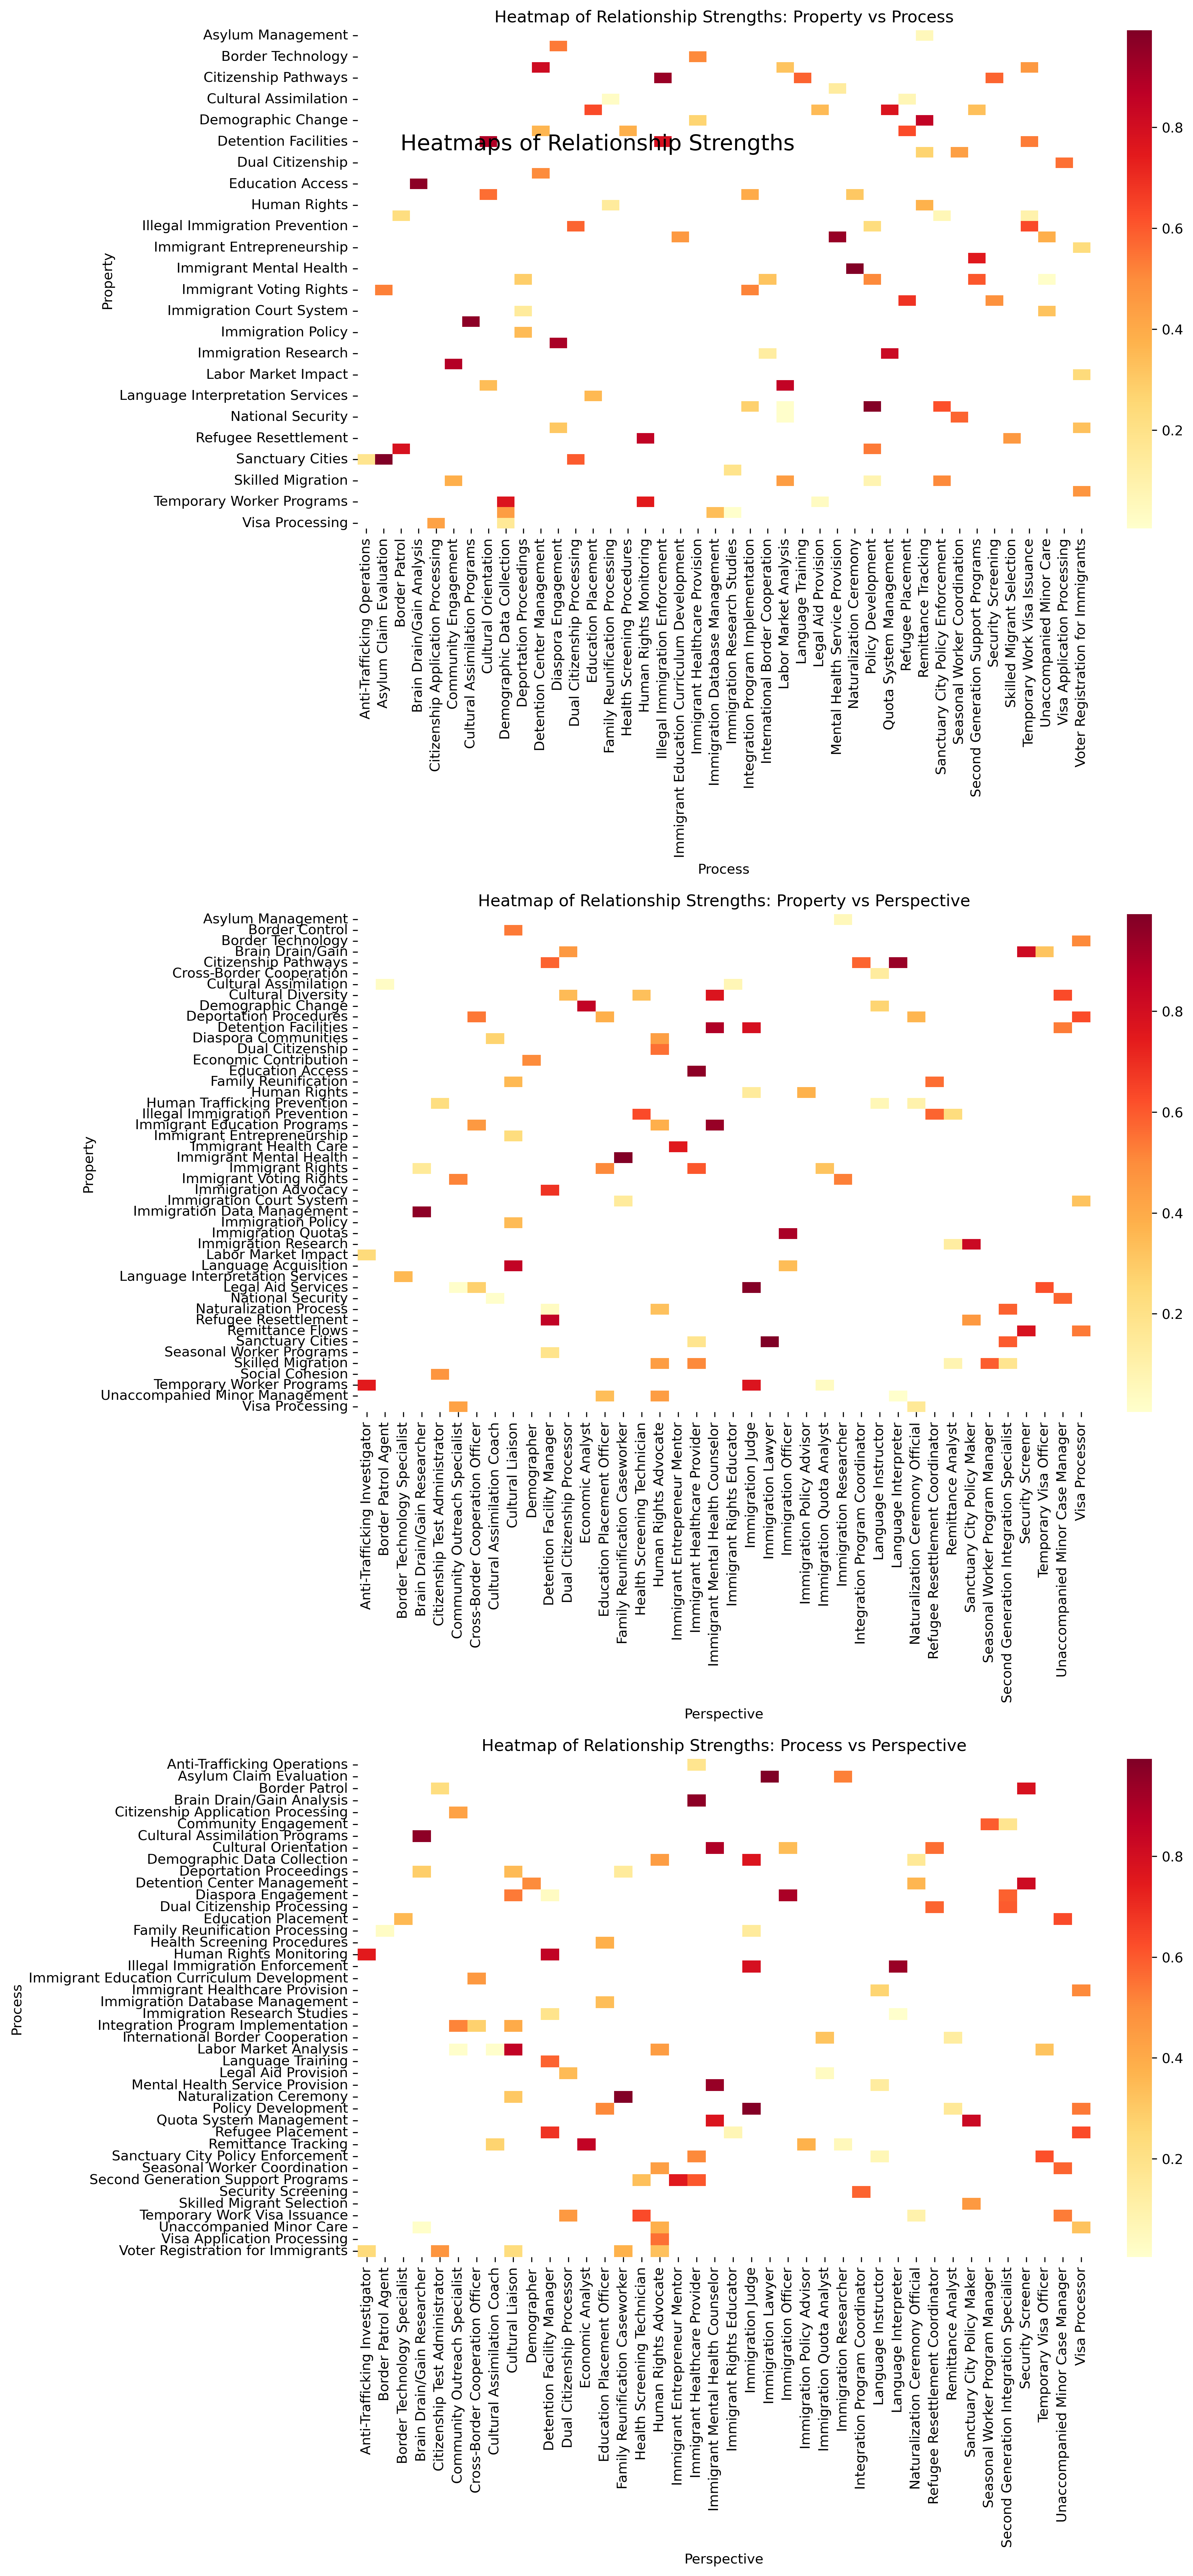 Heatmap of Relationship Strengths: Property vs Process
Heatmaps of Relationship Strengths
Property
Asylum Management
Border Technology
Citizenship Pathways
Cultural Assimilation
Demographic Change
Detention Facilities
Dual Citizenship
Education Access
Human Rights
Illegal Immigration Prevention
Immigrant Entrepreneurship
Immigrant Mental Health
Immigrant Voting Rights
Immigration Court System
Immigration Policy
Immigration Research
Labor Market Impact
Language Interpretation Services
National Security
Refugee Resettlement
Sanctuary Cities
Skilled Migration
Temporary Worker Programs
Visa Processing
0.8
0.6
0.4
0.2
Anti-Trafficking Operations
Asylum Claim Evaluation
Border Patrol
Brain Drain/Gain Analysis
Citizenship Application Processing
Community Engagement
Cultural Assimilation Programs
Cultural Orientation
Demographic Data Collection
Deportation Proceedings
Detention Center Management
Diaspora Engagement
Dual Citizenship Processing
Education Placement
Family Reunification Processing
Health Screening Procedures
Human Rights Monitoring
Illegal Immigration Enforcement
Immigrant Education Curriculum Development
Immigrant Healthcare Provision
Immigration Database Management
Immigration Research Studies
Integration Program Implementation
International Border Cooperation
Labor Market Analysis
Language Training
Legal Aid Provision
Mental Health Service Provision
Naturalization Ceremony
Policy Development
Quota System Management
Refugee Placement
Remittance Tracking
Sanctuary City Policy Enforcement
Seasonal Worker Coordination
Second Generation Support Programs
Security Screening
Skilled Migrant Selection
Temporary Work Visa Issuance
Unaccompanied Minor Care
Visa Application Processing
Voter Registration for Immigrants
Process
Heatmap of Relationship Strengths: Property vs Perspective
Property
Asylum Management
Border Control
Border Technology
Brain Drain/Gain
Citizenship Pathways
Cross-Border Cooperation
Cultural Assimilation
Cultural Diversity
Demographic Change
Deportation Procedures
Detention Facilities
Diaspora Communities
Dual Citizenship
Economic Contribution
Education Access
Family Reunification
Human Rights
Human Trafficking Prevention
Illegal Immigration Prevention
Immigrant Education Programs
Immigrant Entrepreneurship
Immigrant Health Care
Immigrant Mental Health
Immigrant Rights
Immigrant Voting Rights
Immigration Advocacy
Immigration Court System
Immigration Data Management
Immigration Policy
Immigration Quotas
Immigration Research
Labor Market Impact
Language Acquisition
Language Interpretation Services
Legal Aid Services
National Security
Naturalization Process
Refugee Resettlement
Remittance Flows
Sanctuary Cities
Seasonal Worker Programs
Skilled Migration
Social Cohesion
Temporary Worker Programs
Unaccompanied Minor Management
Visa Processing
0.8
0.6
0.4
0.2
Anti-Trafficking Investigator
Border Patrol Agent
Border Technology Specialist
Brain Drain/Gain Researcher
Citizenship Test Administrator
Community Outreach Specialist
Cross-Border Cooperation Officer
Cultural Assimilation Coach
Cultural Liaison
Demographer
Detention Facility Manager
Dual Citizenship Processor
Economic Analyst
Education Placement Officer
Family Reunification Caseworker
Health Screening Technician
Human Rights Advocate
Immigrant Entrepreneur Mentor
Immigrant Healthcare Provider
Immigrant Mental Health Counselor
Immigrant Rights Educator
Immigration Judge
Immigration Lawyer
Immigration Officer
Immigration Policy Advisor
Immigration Quota Analyst
Immigration Researcher
Integration Program Coordinator
Language Instructor
Language Interpreter
Naturalization Ceremony Official
Refugee Resettlement Coordinator
Remittance Analyst
Sanctuary City Policy Maker
Seasonal Worker Program Manager
Second Generation Integration Specialist
Security Screener
Temporary Visa Officer
Unaccompanied Minor Case Manager
Visa Processor
Perspective
Heatmap of Relationship Strengths: Process vs Perspective
Process
Anti-Trafficking Operations
Asylum Claim Evaluation
Border Patrol
Brain Drain/Gain Analysis
Citizenship Application Processing
Community Engagement
Cultural Assimilation Programs
Cultural Orientation
Demographic Data Collection
Deportation Proceedings
Detention Center Management
Diaspora Engagement
Dual Citizenship Processing
Education Placement
Family Reunification Processing
Health Screening Procedures
Human Rights Monitoring
Illegal Immigration Enforcement
Immigrant Education Curriculum Development
Immigrant Healthcare Provision
Immigration Database Management
Immigration Research Studies
Integration Program Implementation
International Border Cooperation
Labor Market Analysis
Language Training
Legal Aid Provision
Mental Health Service Provision
Naturalization Ceremony
Policy Development
Quota System Management
Refugee Placement
Remittance Tracking
Sanctuary City Policy Enforcement
Seasonal Worker Coordination
Second Generation Support Programs
Security Screening
Skilled Migrant Selection
Temporary Work Visa Issuance
Unaccompanied Minor Care
Visa Application Processing
Voter Registration for Immigrants
0.8
0.6
0.4
0.2
Anti-Trafficking Investigator
Border Patrol Agent
Border Technology Specialist
Brain Drain/Gain Researcher
Citizenship Test Administrator
Community Outreach Specialist
Cross-Border Cooperation Officer
Cultural Assimilation Coach
Cultural Liaison
Demographer
Detention Facility Manager
Dual Citizenship Processor
Economic Analyst
Education Placement Officer
Family Reunification Caseworker
Health Screening Technician
Human Rights Advocate
Immigrant Entrepreneur Mentor
Immigrant Healthcare Provider
Immigrant Mental Health Counselor
Immigrant Rights Educator
Immigration Judge
Immigration Lawyer
Immigration Officer
Immigration Policy Advisor
Immigration Quota Analyst
Immigration Researcher
Integration Program Coordinator
Language Instructor
Language Interpreter
Naturalization Ceremony Official
Refugee Resettlement Coordinator
Remittance Analyst
Sanctuary City Policy Maker
Seasonal Worker Program Manager
Second Generation Integration Specialist
Security Screener
Temporary Visa Officer
Unaccompanied Minor Case Manager
Visa Processor
Perspective